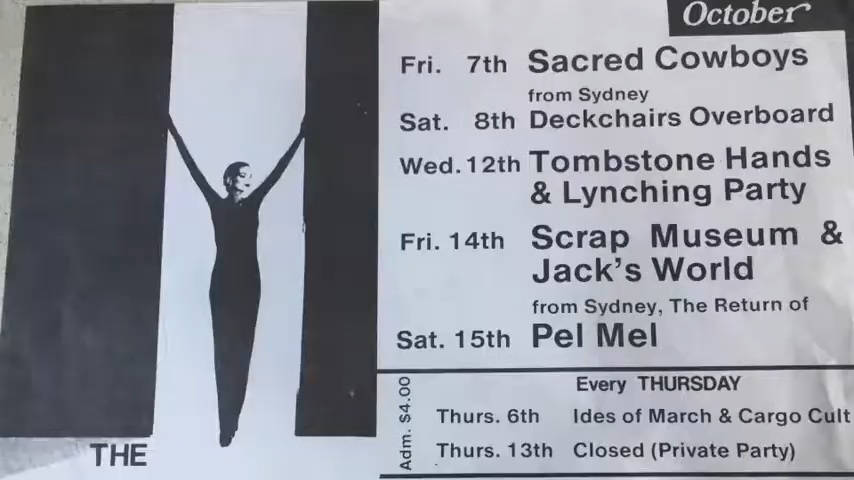 October
Fri. 7th Sacred Cowboys
from Sydney
Sat. 8th Deckchairs Overboard
Wed. 12th Tombstone Hands
& Lynching Party
Fri. 14th Scrap Museum &
Jack's World
from Sydney, The Return of
Sat. 15th Pel Mel
Every THURSDAY
Adm. $4.00
Thurs. 6th Ides of March & Cargo Cult
Thurs. 13th Closed (Private Party)
THE